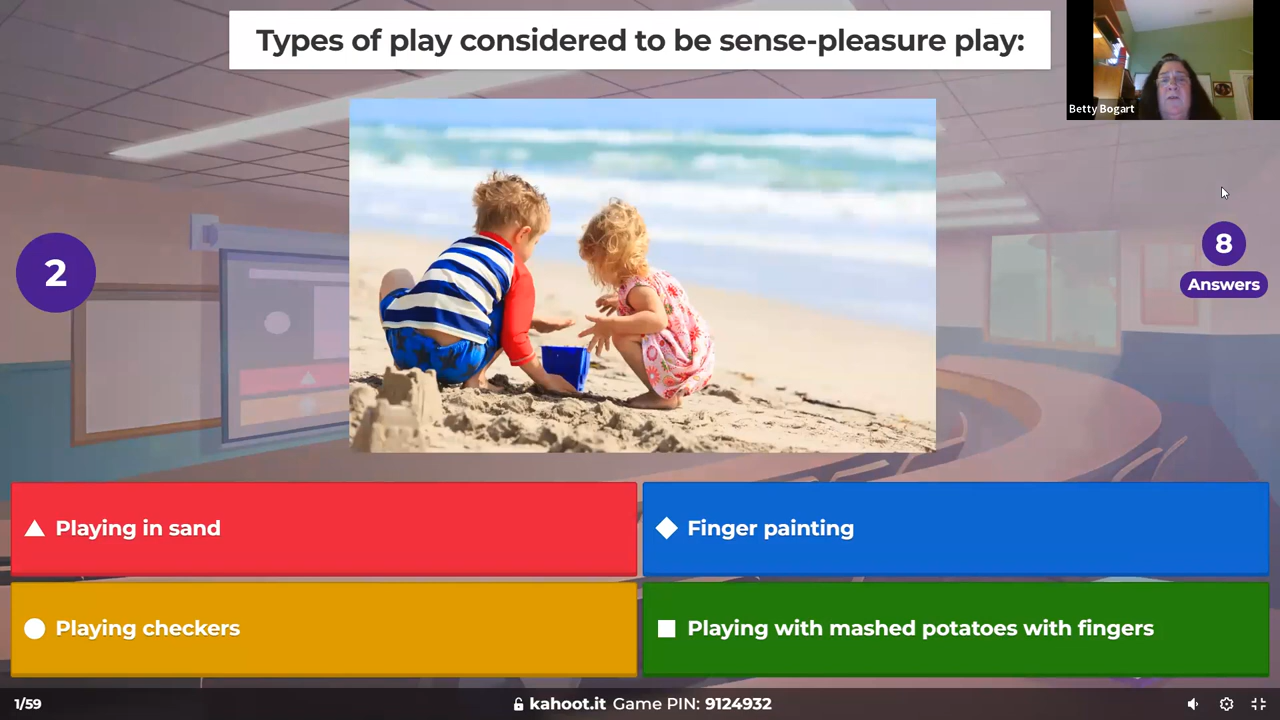 Types of play considered to be sense-pleasure play:
Betty Bogart
2
8
Answers
Playing in sand
Finger painting
Playing checkers
Playing with mashed potatoes with fingers
1/59
kahoot.it Game PIN: 9124932